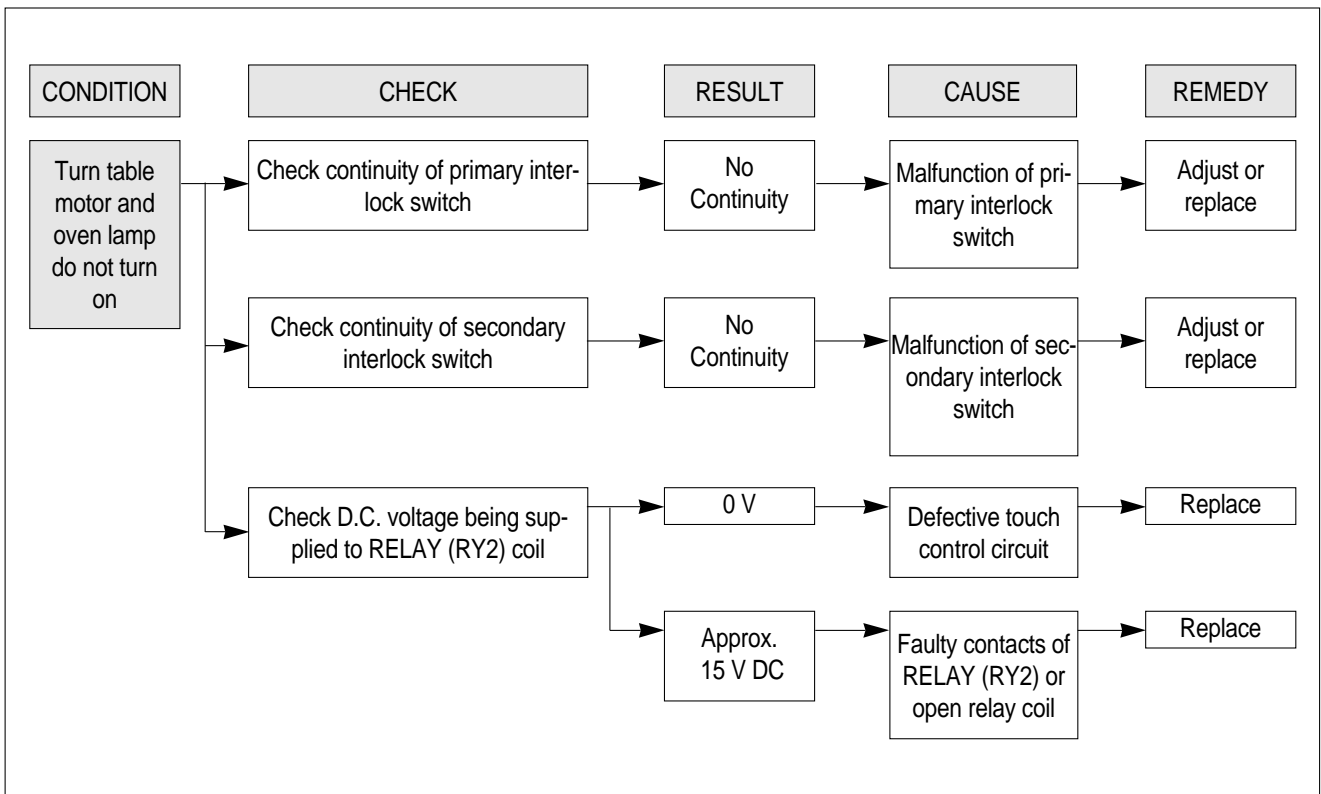 CONDITION
CHECK
RESULT
CAUSE
REMEDY
Turn table
motor and
oven lamp
do not turn
on
Check continuity of primary inter-
lock switch
No
Continuity
Malfunction of pri-
mary interlock
switch
Adjust or
replace
Check continuity of secondary
interlock switch
No
Continuity
Malfunction of sec-
ondary interlock
switch
Adjust or
replace
Check D.C. voltage being sup-
plied to RELAY (RY2) coil
0 V
Defective touch
control circuit
Replace
Approx.
15 V DC
Faulty contacts of
RELAY (RY2) or
open relay coil
Replace